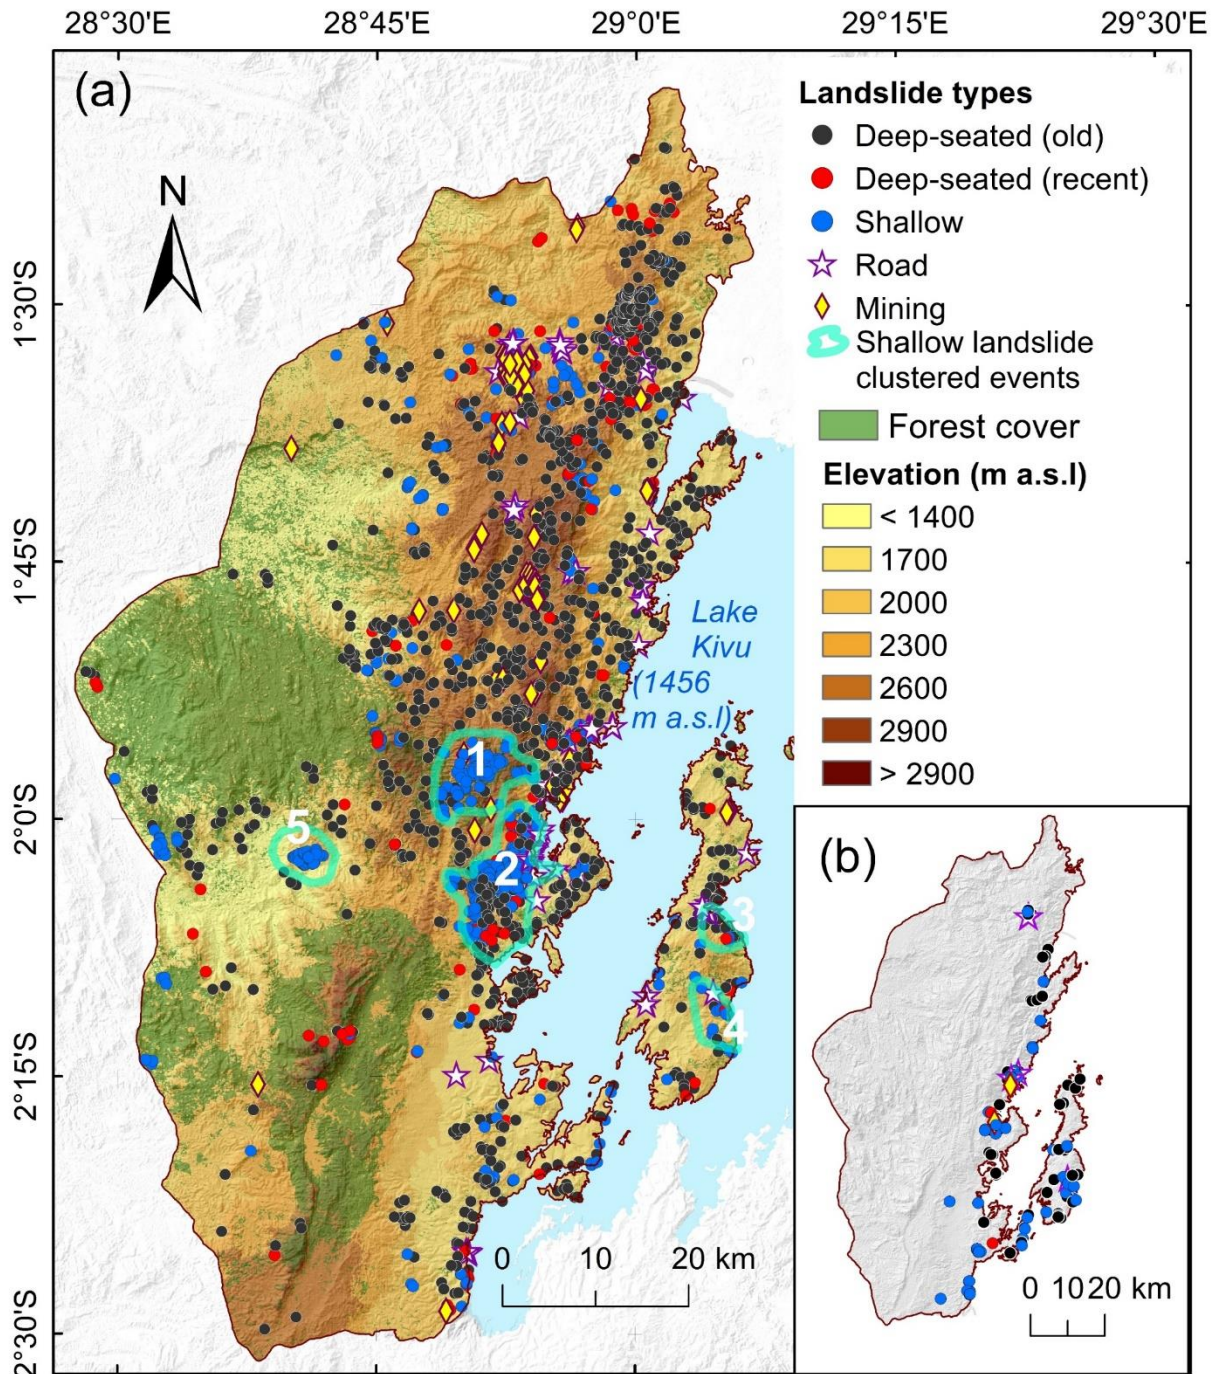 28°30'E 28°45'E 29°0'E 29°15'E 29°30'E
(a)
N
Landslide types
Deep-seated (old)
Deep-seated (recent)
Shallow
Road
Mining
Shallow landslide
clustered events
Forest cover
Elevation (m a.s.l)
< 1400
1700
2000
2300
2600
2900
> 2900
1°30'S
1°45'S
2°0'S
2°15'S
2°30'S
Lake
Kivu
(1456
m a.s.l)
1
2
3
4
5
0 10 20 km
(b)
0 10 20 km